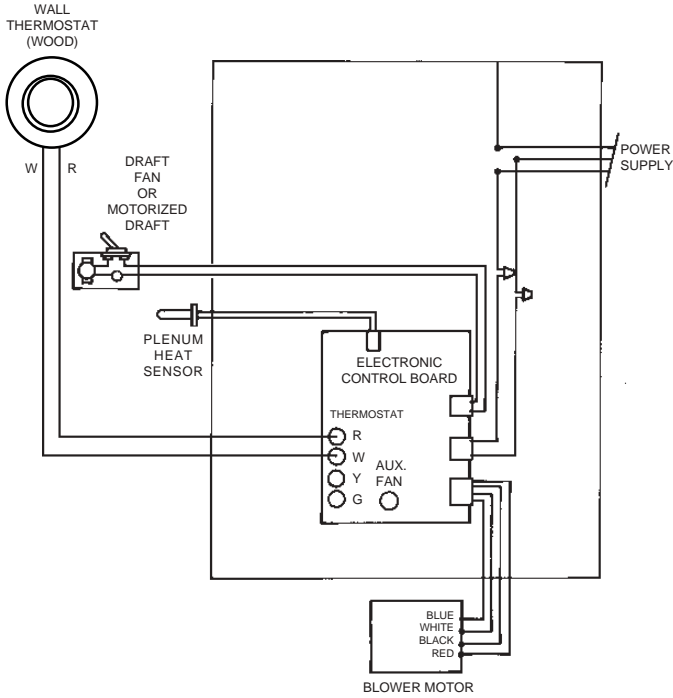 WALL
THERMOSTAT
(WOOD)
W
R
DRAFT
FAN
OR
MOTORIZED
DRAFT
POWER
SUPPLY
PLENUM
HEAT
SENSOR
ELECTRONIC
CONTROL BOARD
THERMOSTAT
R
W
Y
G
AUX.
FAN
BLUE
WHITE
BLACK
RED
BLOWER MOTOR